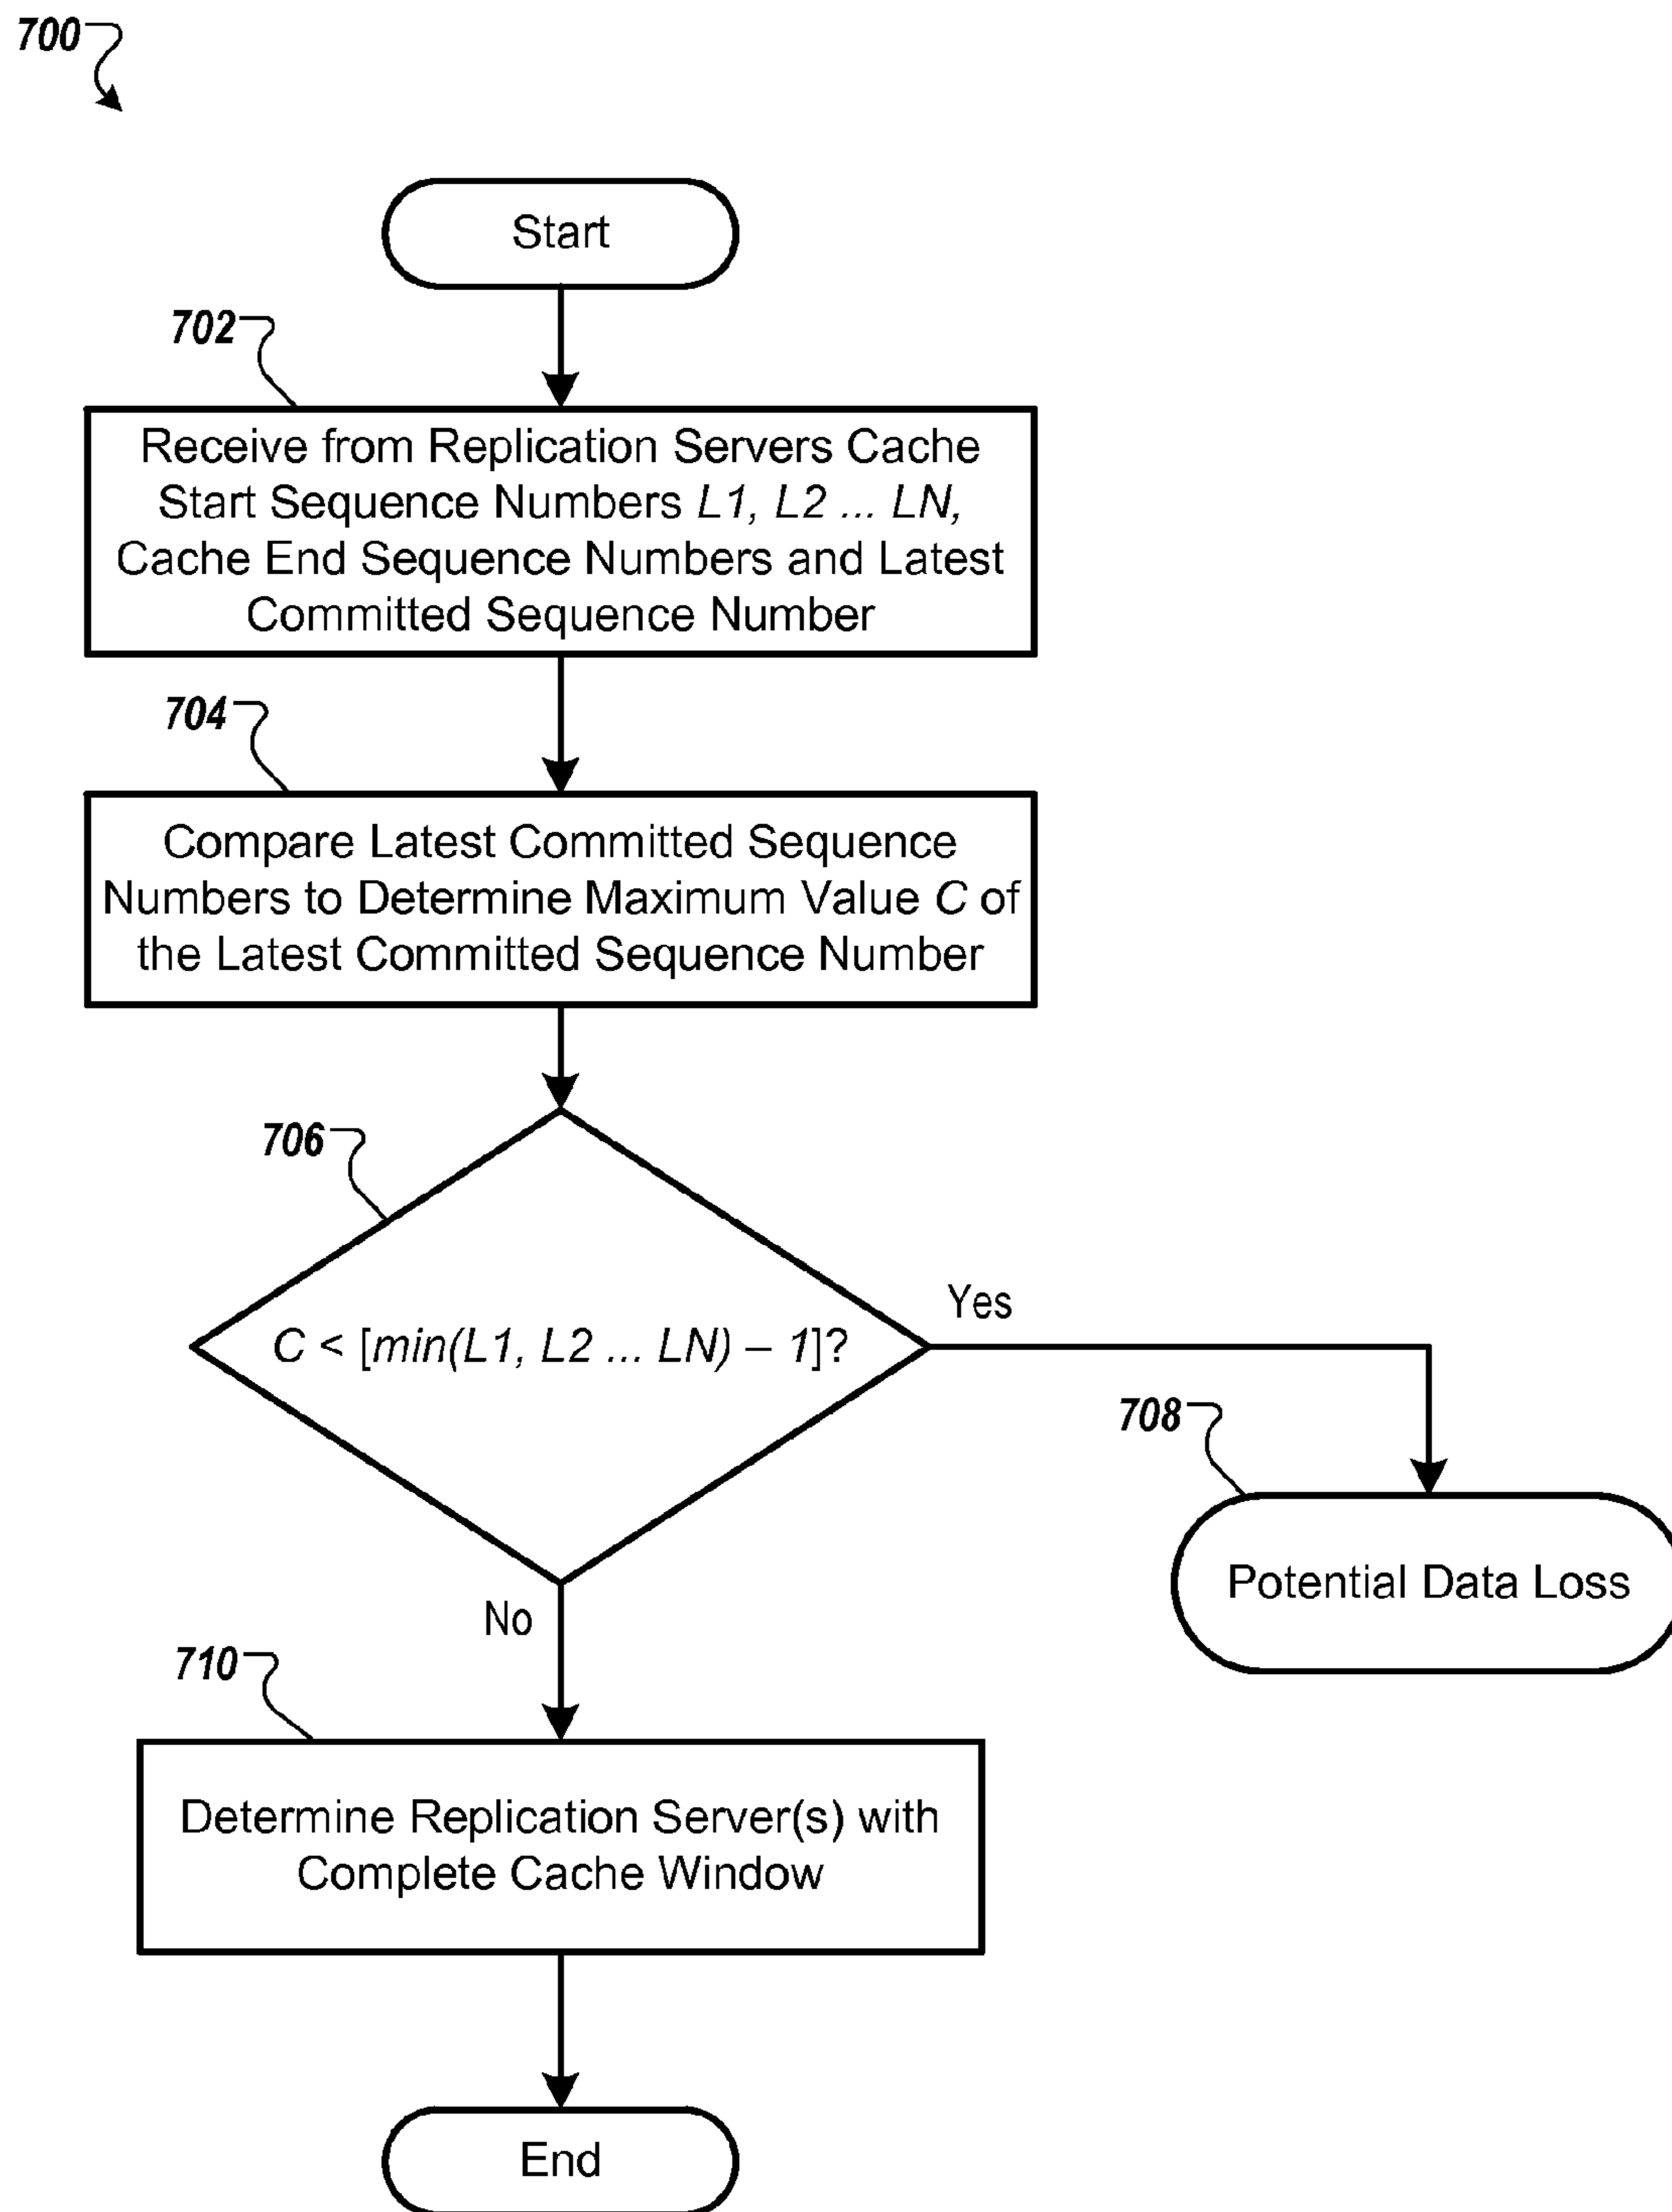 700
Start
702
Receive from Replication Servers Cache
Start Sequence Numbers L1, L2 ... LN,
Cache End Sequence Numbers and Latest
Committed Sequence Number
704
Compare Latest Committed Sequence
Numbers to Determine Maximum Value C of
the Latest Committed Sequence Number
706
C < [min(L1, L2 ... LN) – 1]?
Yes
708
Potential Data Loss
No
710
Determine Replication Server(s) with
Complete Cache Window
End